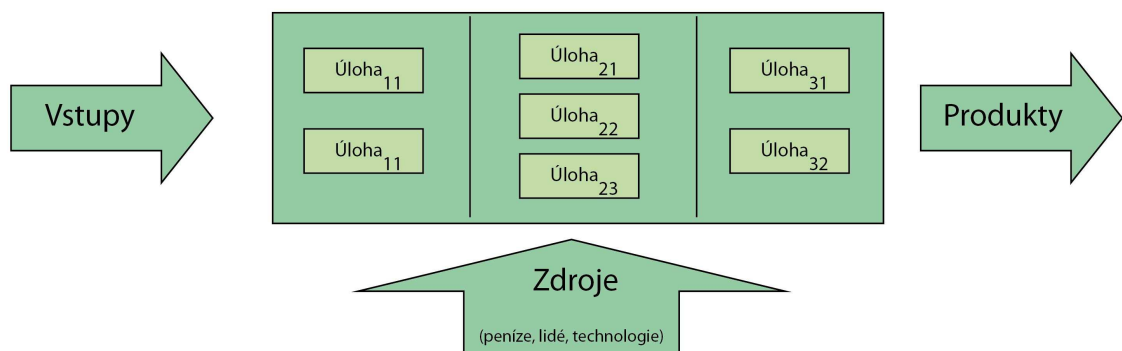 Vstupy
Úloha11
Úloha11
Úloha21
Úloha22
Úloha23
Úloha31
Úloha32
Produkty
Zdroje
(peníze, lidé, technologie)